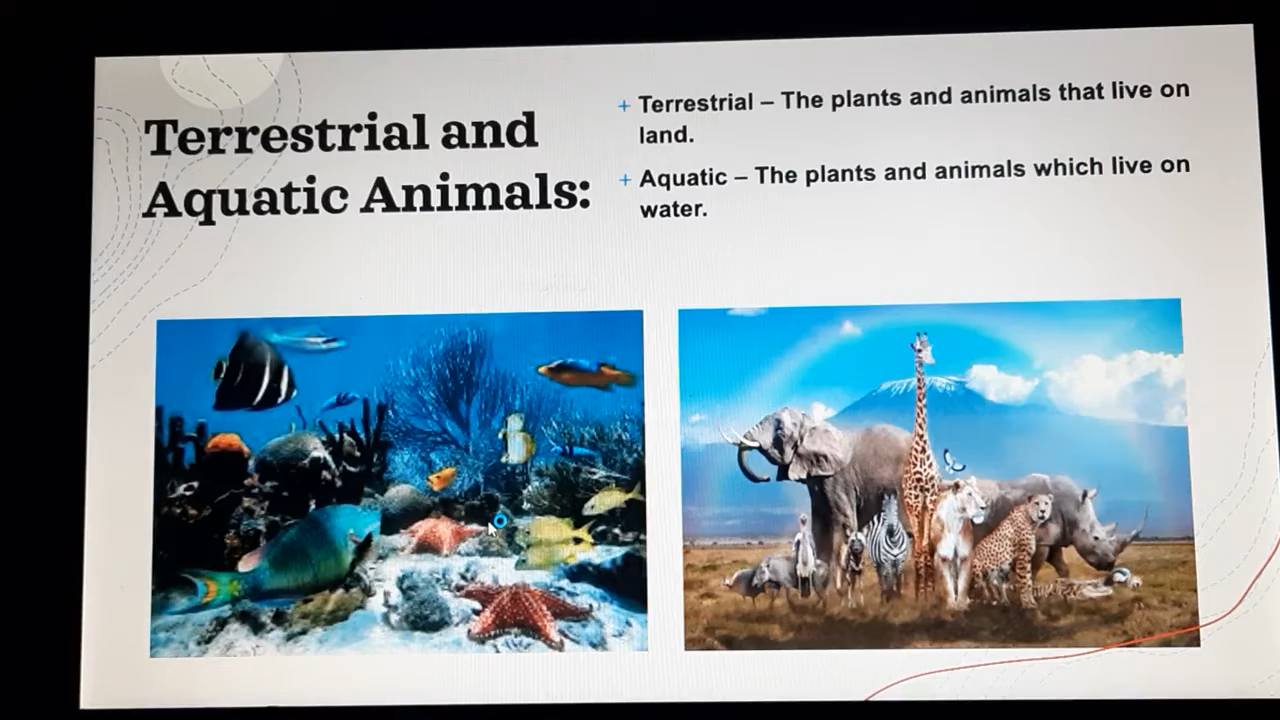 Terrestrial and
Aquatic Animals:
+ Terrestrial – The plants and animals that live on
land.
+ Aquatic – The plants and animals which live on
water.